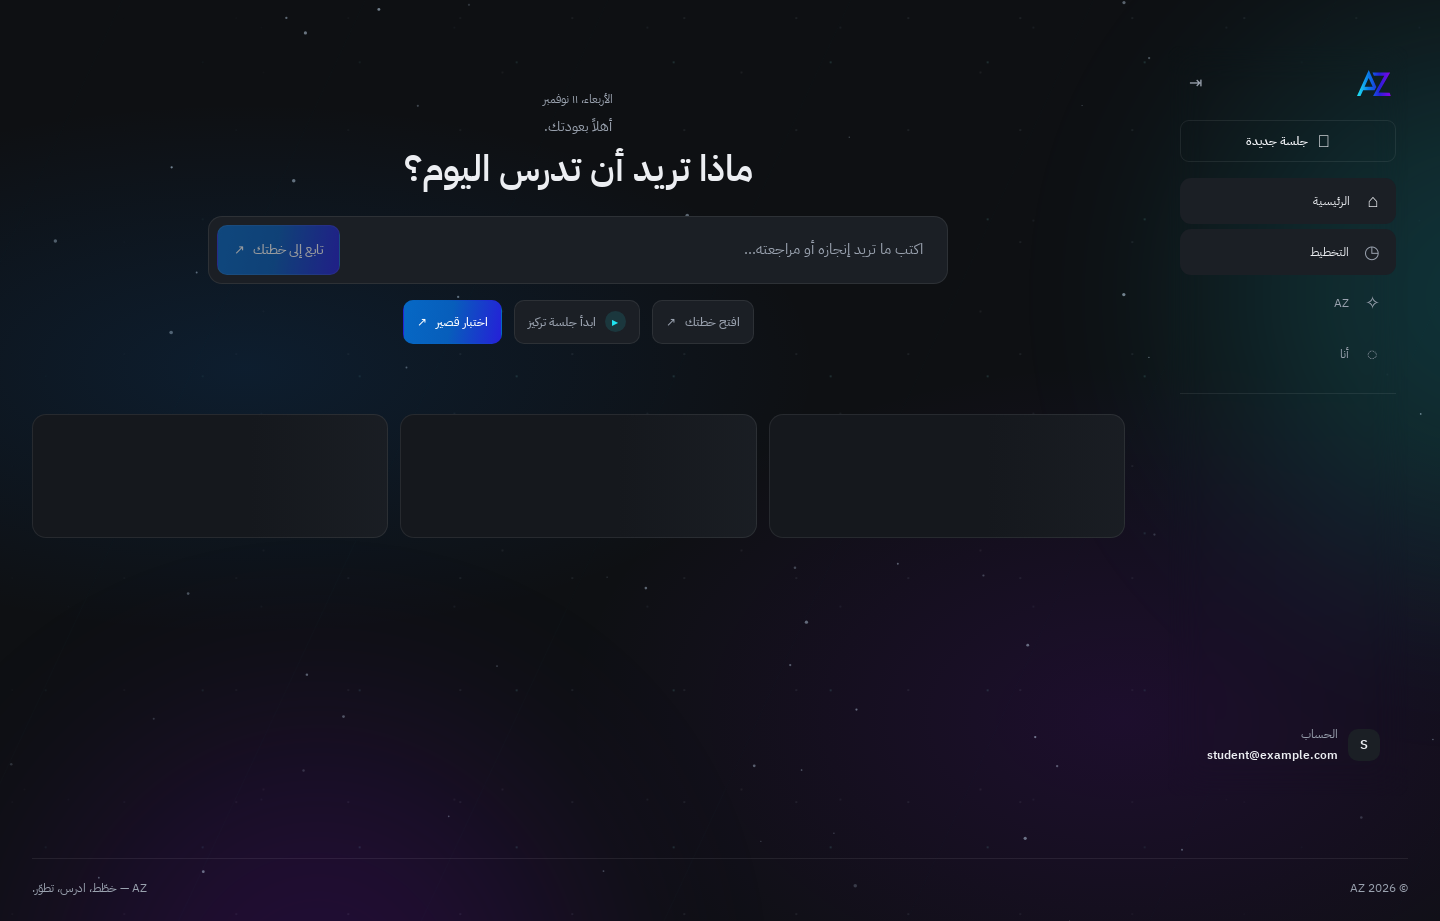 AZ
جلسة جديدة
الرئيسية
التخطيط
AZ
أنا
الأربعاء، ١١ نوفمبر
أهلاً بعودتك.
ماذا تريد أن تدرس اليوم؟
اكتب ما تريد إنجازه أو مراجعته...
تابع إلى خطتك ↗
افتح خطتك ↗
ابدأ جلسة تركيز
اختبار قصير ↗
الحساب
S
student@example.com
© 2026 AZ
AZ — خطّط، ادرس، تطوّر.